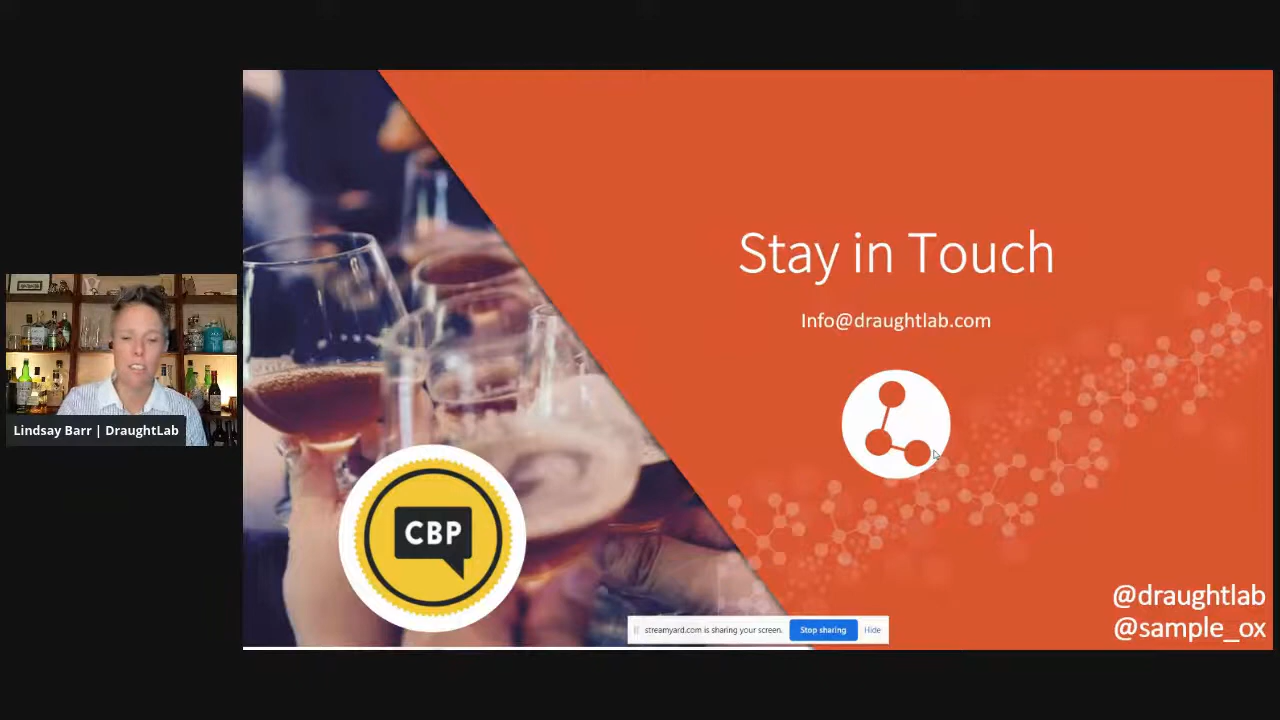 Stay in Touch
Info@draughtlab.com
Lindsay Barr | DraughtLab
CBP
@draughtlab
@sample_ox
streamyard.com is sharing your screen.
Stop sharing
Hide